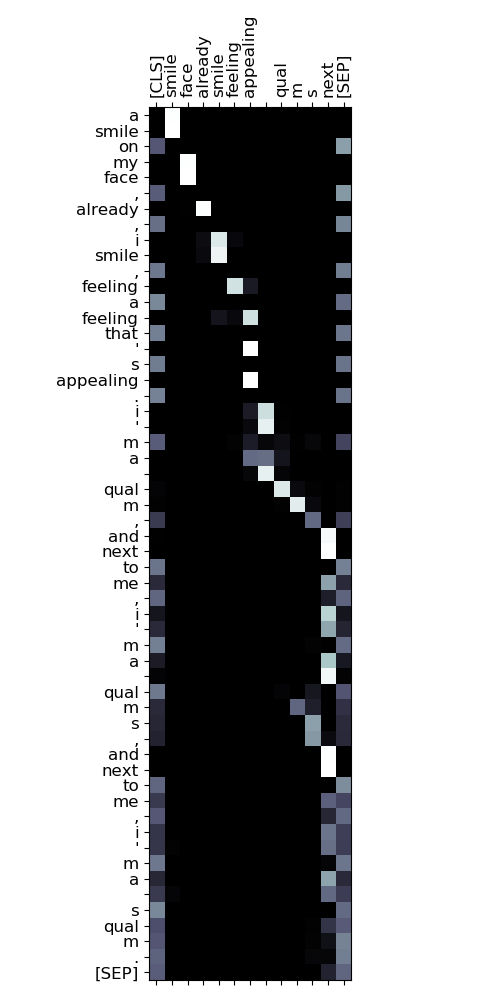 [CLS]
smile
face
already
smile
feeling
appealing
qual
m
s
next
[SEP]
a
smile
on
my
face
,
already
,
i
smile
,
feeling
a
feeling
that
'
s
appealing
.
i
'
m
a
qual
m
,
and
next
to
me
,
i
'
m
a
qual
m
s
,
and
next
to
me
,
i
'
m
a
s
qual
m
.
[SEP]